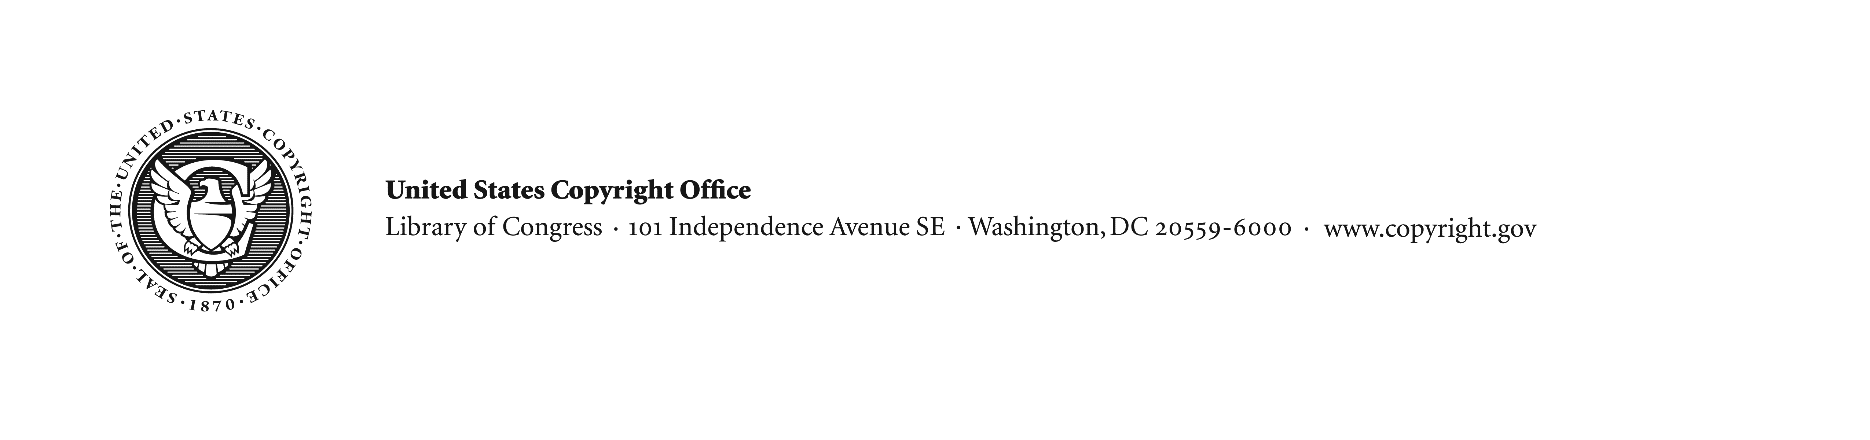 SEAL·OF·THE·UNITED·STATES·COPYRIGHT·OFFICE·1870·
United States Copyright Office
Library of Congress · 101 Independence Avenue SE · Washington, DC 20559-6000 · www.copyright.gov